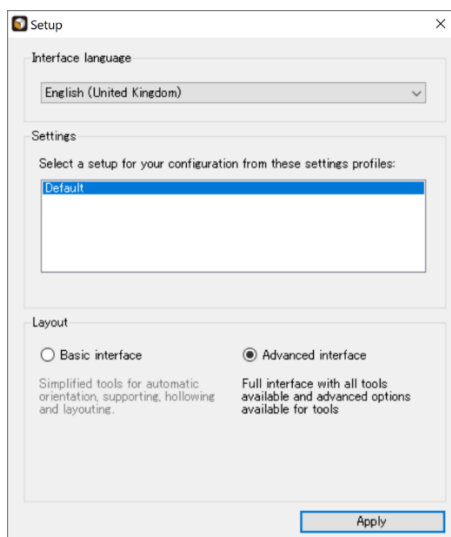 Setup
Interface language
English (United Kingdom)
Settings
Select a setup for your configuration from these settings profiles:
Default
Layout
Basic interface
Simplified tools for automatic
orientation, supporting, hollowing
and layouting.
Advanced interface
Full interface with all tools
available and advanced options
available for tools
Apply